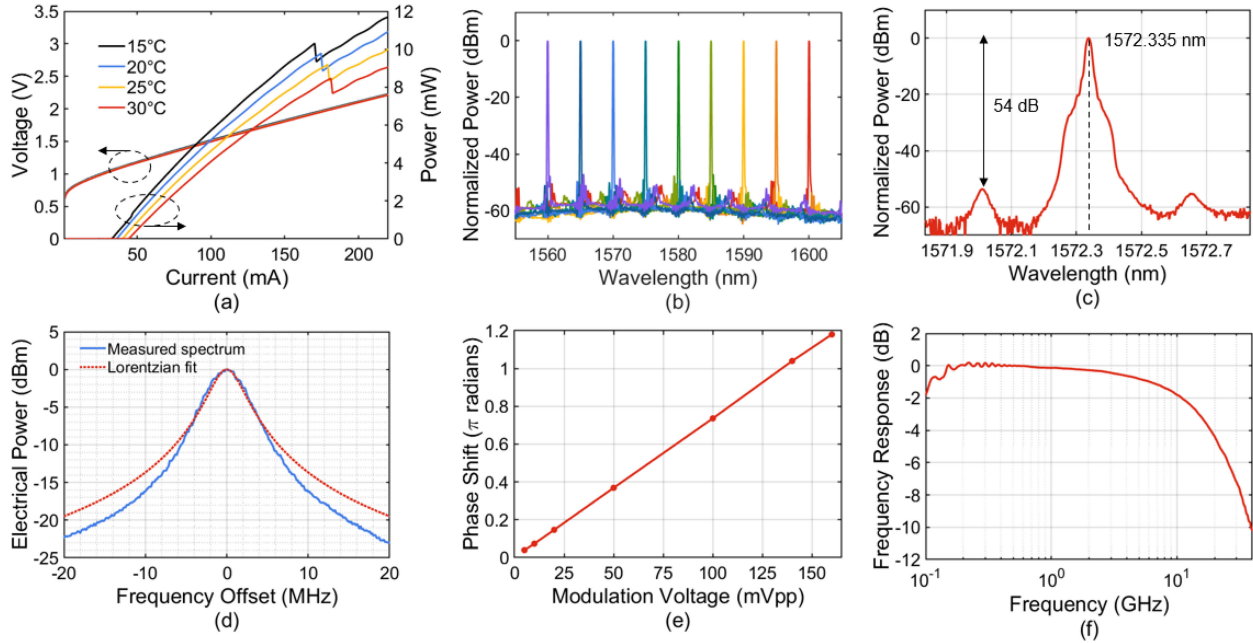 3.5
3
2.5
2
1.5
1
0.5
0
Voltage (V)
15°C
20°C
25°C
30°C
12
10
8
6
4
2
0
Power (mW)
50
100
150
200
Current (mA)
(a)
Normalized Power (dBm)
0
-20
-40
-60
1560
1570
1580
1590
1600
Wavelength (nm)
(b)
Normalized Power (dBm)
0
-20
-40
-60
1572.335 nm
54 dB
1571.9
1572.1
1572.3
1572.5
1572.7
Wavelength (nm)
(c)
Electrical Power (dBm)
5
0
-5
-10
-15
-20
-25
Measured spectrum
Lorentzian fit
-20
-10
0
10
20
Frequency Offset (MHz)
(d)
Phase Shift (π radians)
1.2
1
0.8
0.6
0.4
0.2
0
0
25
50
75
100
125
150
Modulation Voltage (mVpp)
(e)
Frequency Response (dB)
2
0
-2
-4
-6
-8
-10
-12
10⁻¹
10⁰
10¹
Frequency (GHz)
(f)